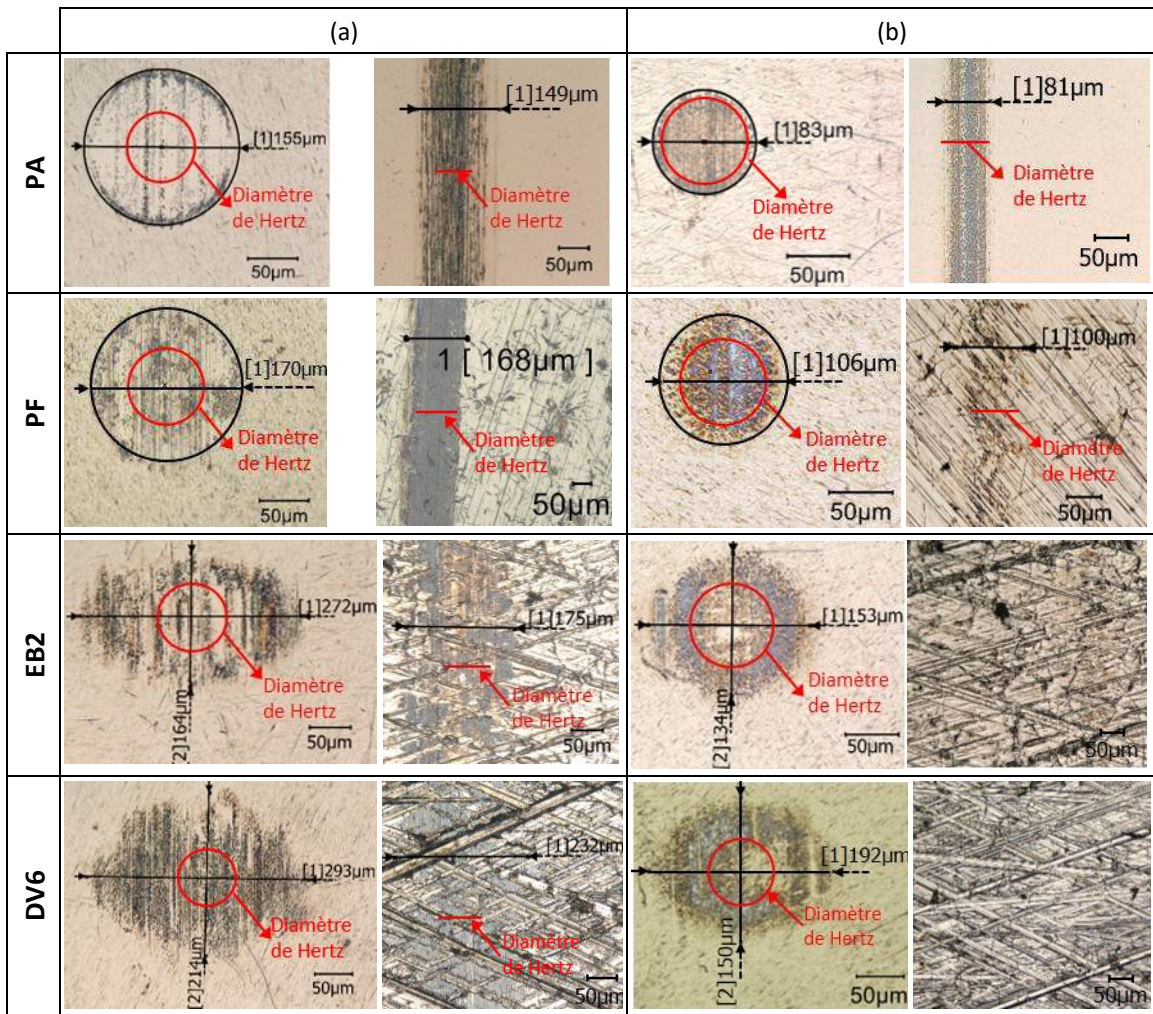 (a)
(b)
PA
[1]155µm
Diamètre
de Hertz
50µm
[1]149µm
Diamètre
de Hertz
50µm
[1]83µm
Diamètre
de Hertz
50µm
[1]81µm
Diamètre
de Hertz
50µm
PF
[1]170µm
Diamètre
de Hertz
50µm
1 [ 168µm ]
Diamètre
de Hertz
50µm
[1]106µm
Diamètre
de Hertz
50µm
[1]100µm
Diamètre
de Hertz
50µm
EB2
[1]272µm
Diamètre
de Hertz
[2]164µm
50µm
[1]175µm
Diamètre
de Hertz
50µm
[1]153µm
Diamètre
de Hertz
[2]134µm
50µm
50µm
DV6
[1]293µm
Diamètre
de Hertz
[2]214µm
50µm
[1]232µm
Diamètre
de Hertz
50µm
[1]192µm
Diamètre
de Hertz
[2]150µm
50µm
50µm